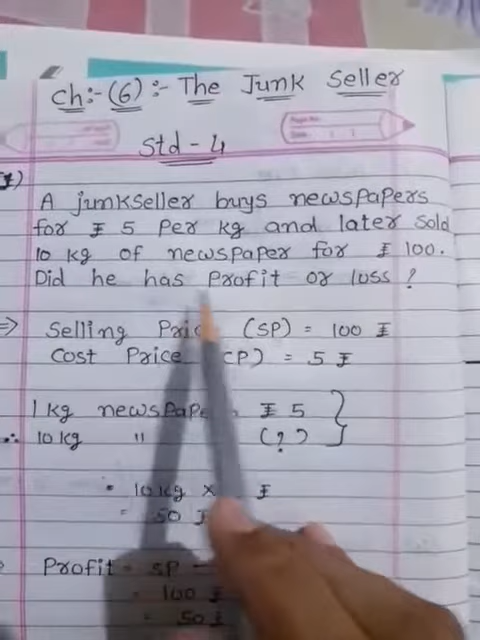 Ch:-(6):- The Junk Seller
Std - 4
1)
A junkseller buys newspapers
for ₹ 5 per kg and later sold
10 kg of newspaper for ₹ 100.
Did he has profit or loss ?
=> Selling Pric (SP) = 100 ₹
Cost Price CP) = 5 ₹
1 kg newspape ₹ 5
∴ 10 kg " (?)
= 10 kg × ₹
= 50 ₹
Profit = SP -
= 100 ₹
= 50 ₹